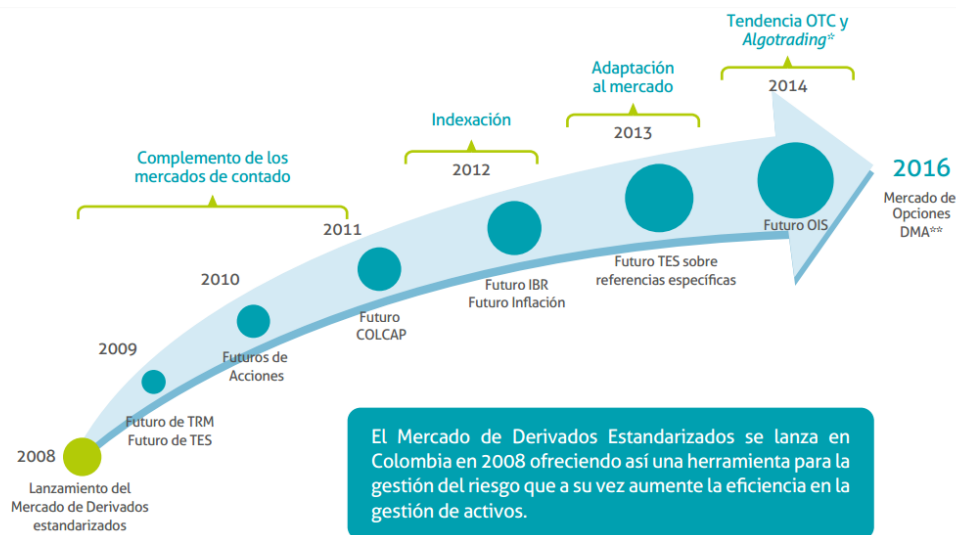 Tendencia OTC y
Algotrading*
2014
Adaptación
al mercado
2013
Indexación
2012
Complemento de los
mercados de contado
2011
2010
2009
2008
Lanzamiento del
Mercado de Derivados
estandarizados
Futuro de TRM
Futuro de TES
Futuros de
Acciones
Futuro
COLCAP
Futuro IBR
Futuro Inflación
Futuro TES sobre
referencias específicas
Futuro OIS
2016
Mercado de
Opciones
DMA**
El Mercado de Derivados Estandarizados se lanza en
Colombia en 2008 ofreciendo así una herramienta para la
gestión del riesgo que a su vez aumente la eficiencia en la
gestión de activos.